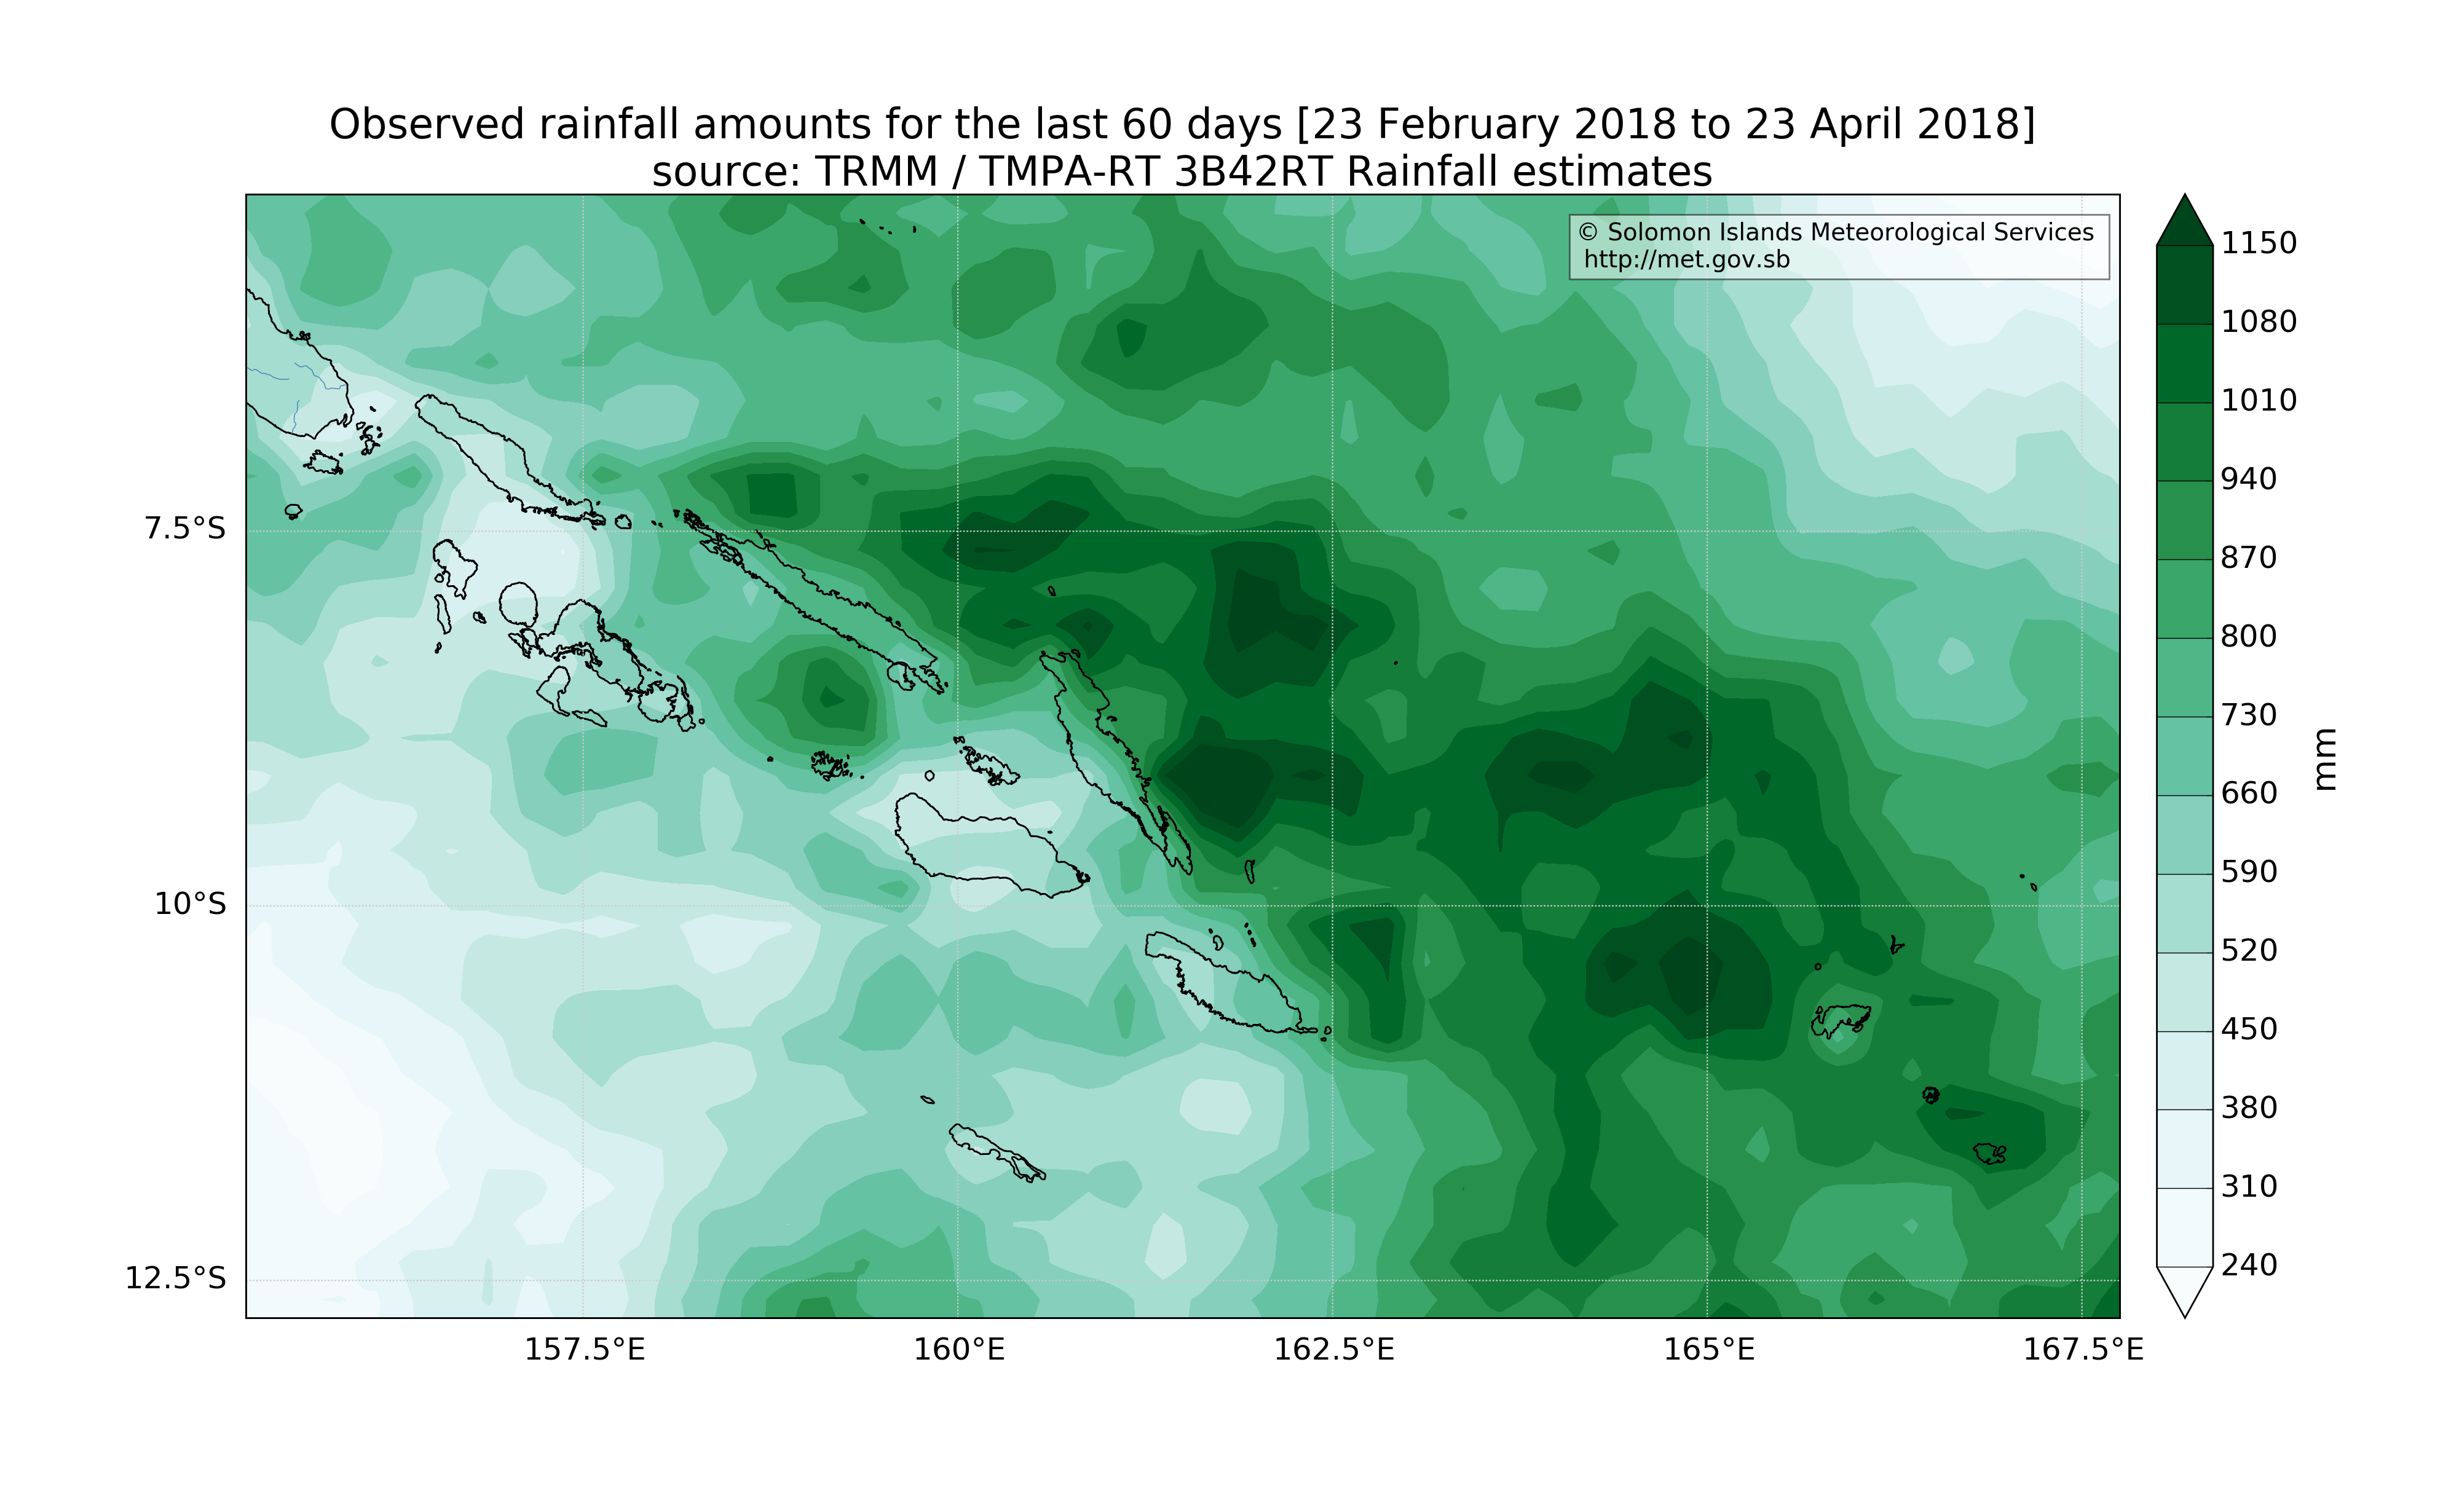 Observed rainfall amounts for the last 60 days [23 February 2018 to 23 April 2018]
source: TRMM / TMPA-RT 3B42RT Rainfall estimates
© Solomon Islands Meteorological Services
http://met.gov.sb
7.5°S
10°S
12.5°S
157.5°E
160°E
162.5°E
165°E
167.5°E
1150
1080
1010
940
870
800
730
660
590
520
450
380
310
240
mm